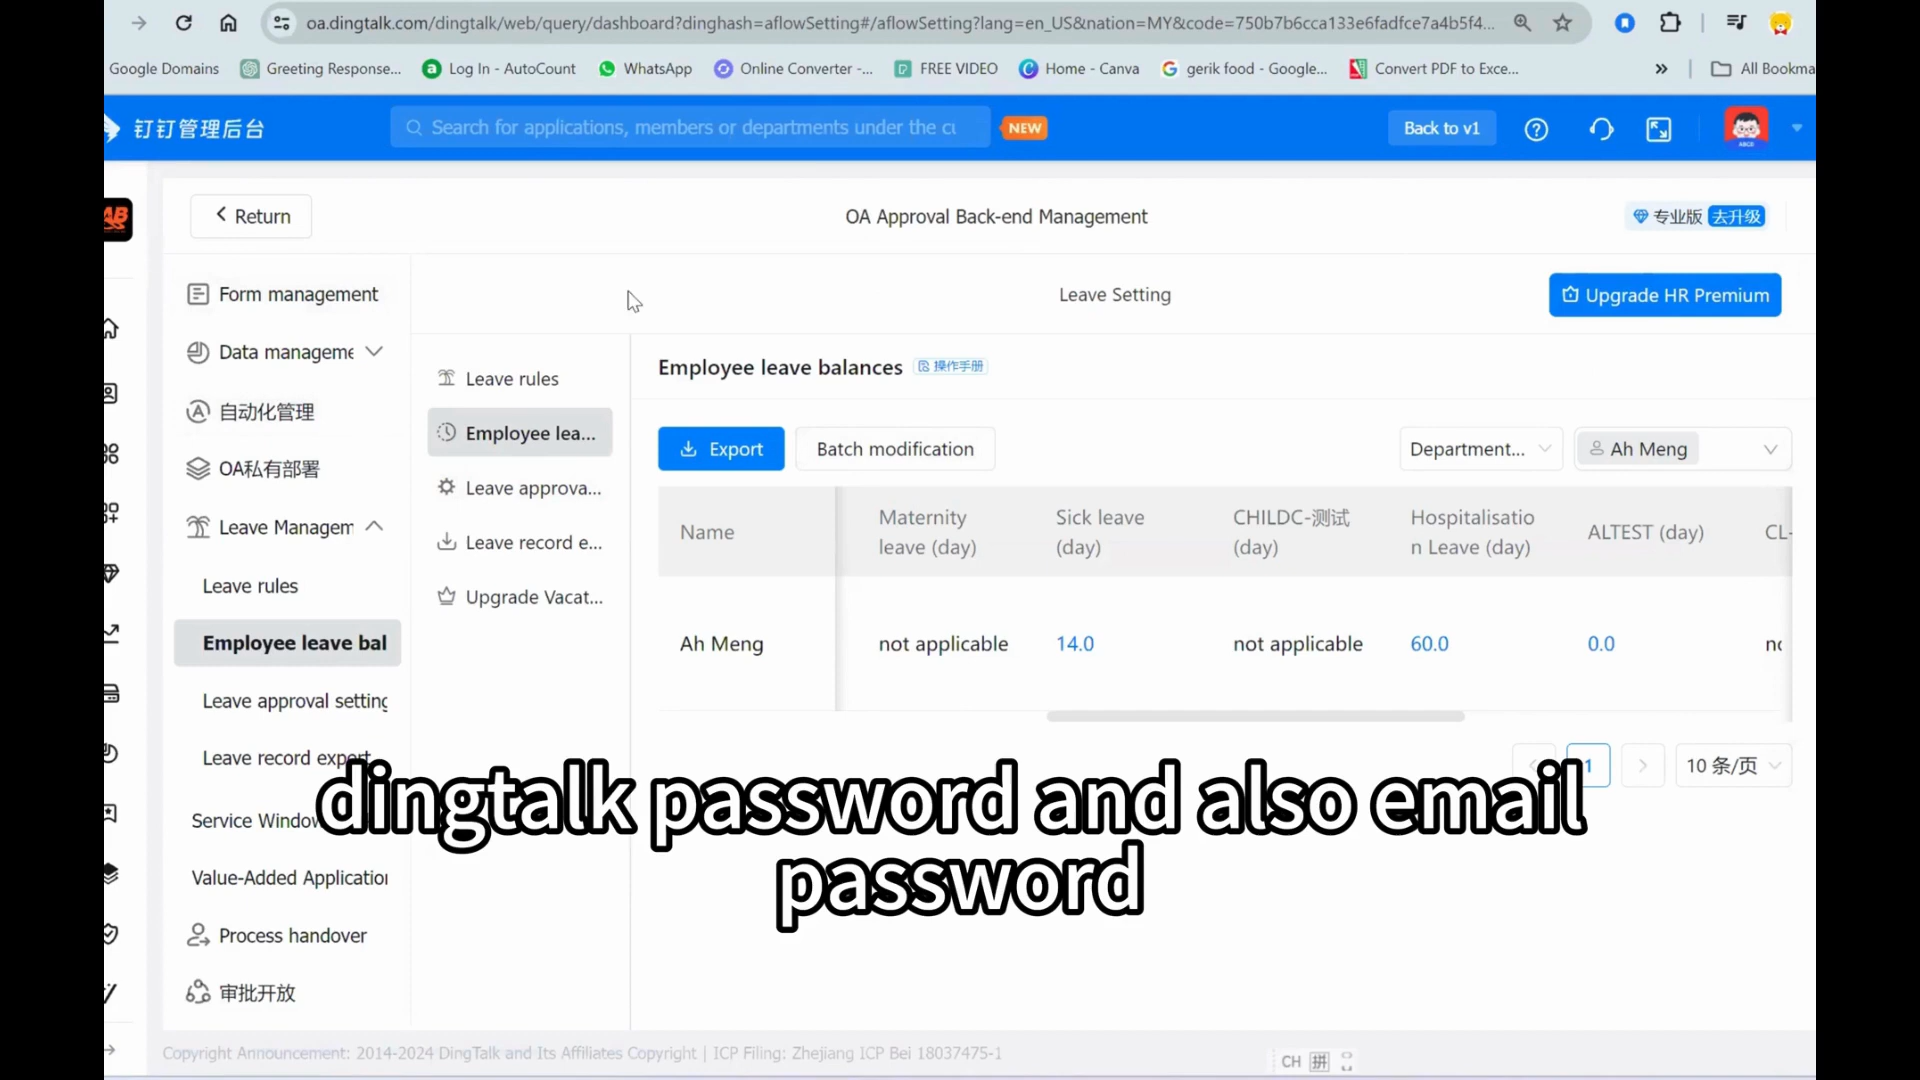 oa.dingtalk.com/dingtalk/web/query/dashboard?dinghash=aflowSetting#/aflowSetting?lang=en_US&nation=MY&code=750b7b6cca133e6fadfce7a4b5f4...
Google Domains Greeting Response... Log In - AutoCount WhatsApp Online Converter -... FREE VIDEO Home - Canva gerik food - Google... Convert PDF to Exce... » All Bookma
钉钉管理后台 Search for applications, members or departments under the cu NEW Back to v1
Return OA Approval Back-end Management 专业版 去升级
Form management
Data manageme
自动化管理
OA私有部署
Leave Managem
Leave rules
Employee leave bal
Leave approval setting
Leave record export
Service Window
Value-Added Application
Process handover
审批开放
Leave Setting Upgrade HR Premium
Leave rules
Employee lea...
Leave approva...
Leave record e...
Upgrade Vacat...
Employee leave balances 操作手册
Export Batch modification Department... Ah Meng
Name Maternity leave (day) Sick leave (day) CHILDC-测试 (day) Hospitalisation Leave (day) ALTEST (day) CL-
Ah Meng not applicable 14.0 not applicable 60.0 0.0
1 10 条/页
dingtalk password and also email
password
Copyright Announcement: 2014-2024 DingTalk and Its Affiliates Copyright | ICP Filing: Zhejiang ICP Bei 18037475-1
CH 拼